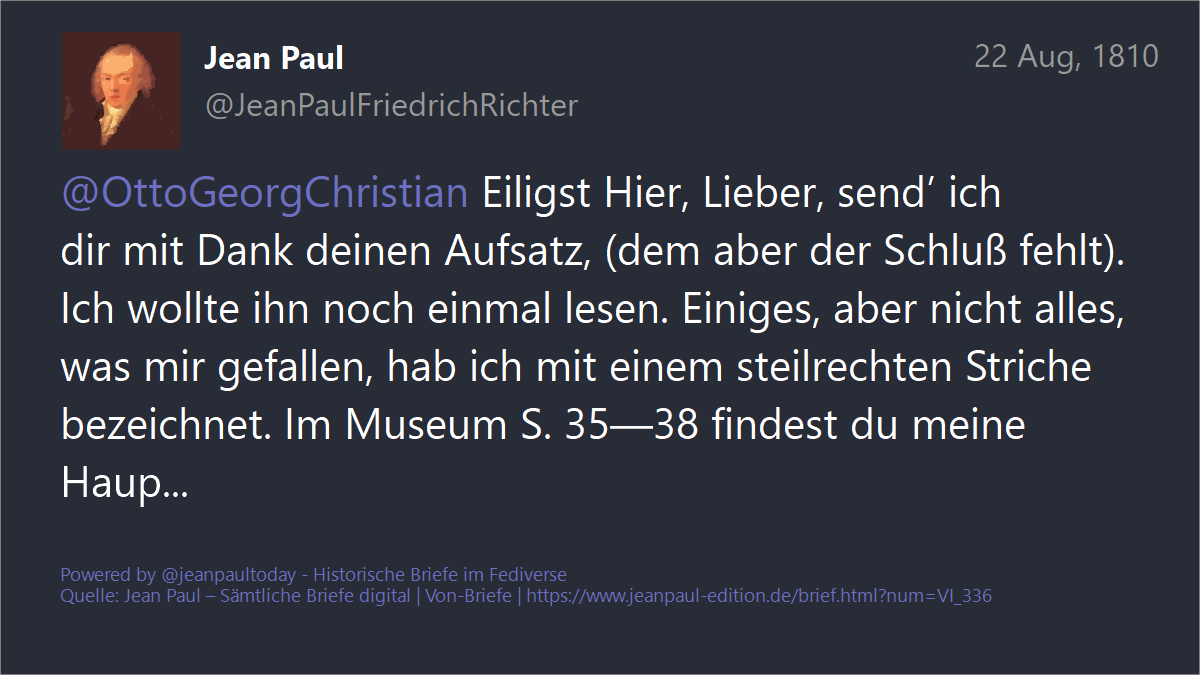 Jean Paul
22 Aug, 1810
@JeanPaulFriedrichRichter
@OttoGeorgChristian Eiligst Hier, Lieber, send’ ich
dir mit Dank deinen Aufsatz, (dem aber der Schluß fehlt).
Ich wollte ihn noch einmal lesen. Einiges, aber nicht alles,
was mir gefallen, hab ich mit einem steilrechten Striche
bezeichnet. Im Museum S. 35—38 findest du meine
Haup...
Powered by @jeanpaultoday - Historische Briefe im Fediverse
Quelle: Jean Paul – Sämtliche Briefe digital | Von-Briefe | https://www.jeanpaul-edition.de/brief.html?num=VI_336